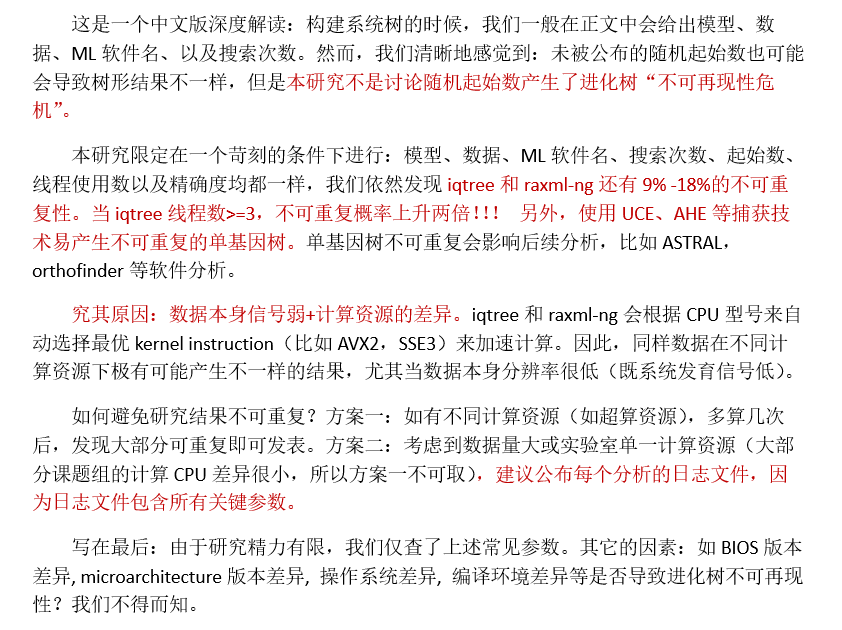 这是一个中文版深度解读：构建系统树的时候，我们一般在正文中会给出模型、数
据、ML 软件名、以及搜索次数。然而，我们清晰地感觉到：未被公布的随机起始数也可能
会导致树形结果不一样，但是本研究不是讨论随机起始数产生了进化树“不可再现性危
机”。
本研究限定在一个苛刻的条件下进行：模型、数据、ML 软件名、搜索次数、起始数、
线程使用数以及精确度均都一样，我们依然发现 iqtree 和 raxml-ng 还有 9% -18%的不可重
复性。当 iqtree 线程数>=3，不可重复概率上升两倍!!! 另外，使用 UCE、AHE 等捕获技
术易产生不可重复的单基因树。单基因树不可重复会影响后续分析，比如 ASTRAL，
orthofinder 等软件分析。
究其原因：数据本身信号弱+计算资源的差异。iqtree 和 raxml-ng 会根据 CPU 型号来自
动选择最优 kernel instruction（比如 AVX2，SSE3）来加速计算。因此，同样数据在不同计
算资源下极有可能产生不一样的结果，尤其当数据本身分辨率很低（既系统发育信号低）。
如何避免研究结果不可重复？方案一：如有不同计算资源（如超算资源），多算几次
后，发现大部分可重复即可发表。方案二：考虑到数据量大或实验室单一计算资源（大部
分课题组的计算 CPU 差异很小，所以方案一不可取），建议公布每个分析的日志文件，因
为日志文件包含所有关键参数。
写在最后：由于研究精力有限，我们仅查了上述常见参数。其它的因素：如 BIOS 版本
差异, microarchitecture 版本差异, 操作系统差异, 编译环境差异等是否导致进化树不可再现
性？我们不得而知。